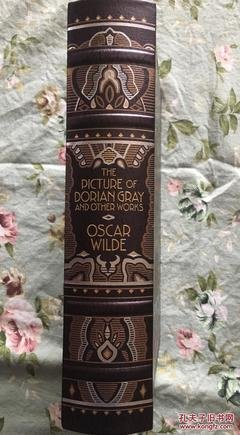 THE
PICTURE OF
DORIAN GRAY
AND OTHER WORKS
OSCAR
WILDE
孔夫子旧书网